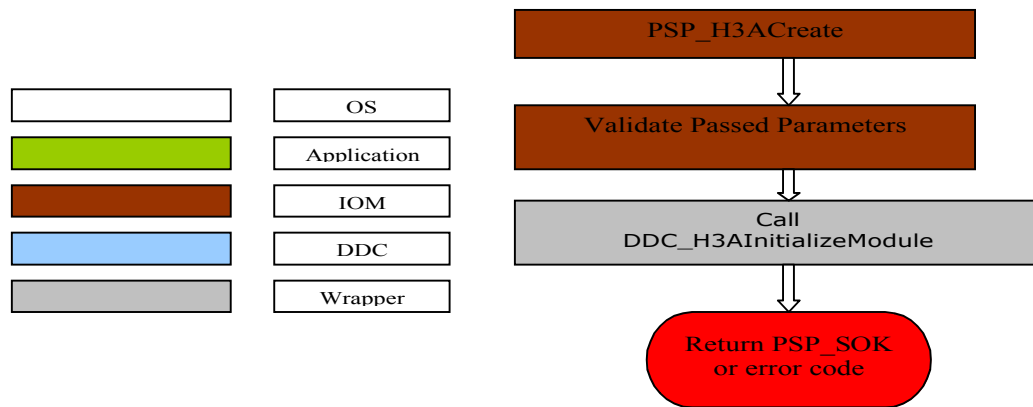 OS
Application
IOM
DDC
Wrapper
PSP_H3ACreate
Validate Passed Parameters
Call
DDC_H3AInitializeModule
Return PSP_SOK
or error code